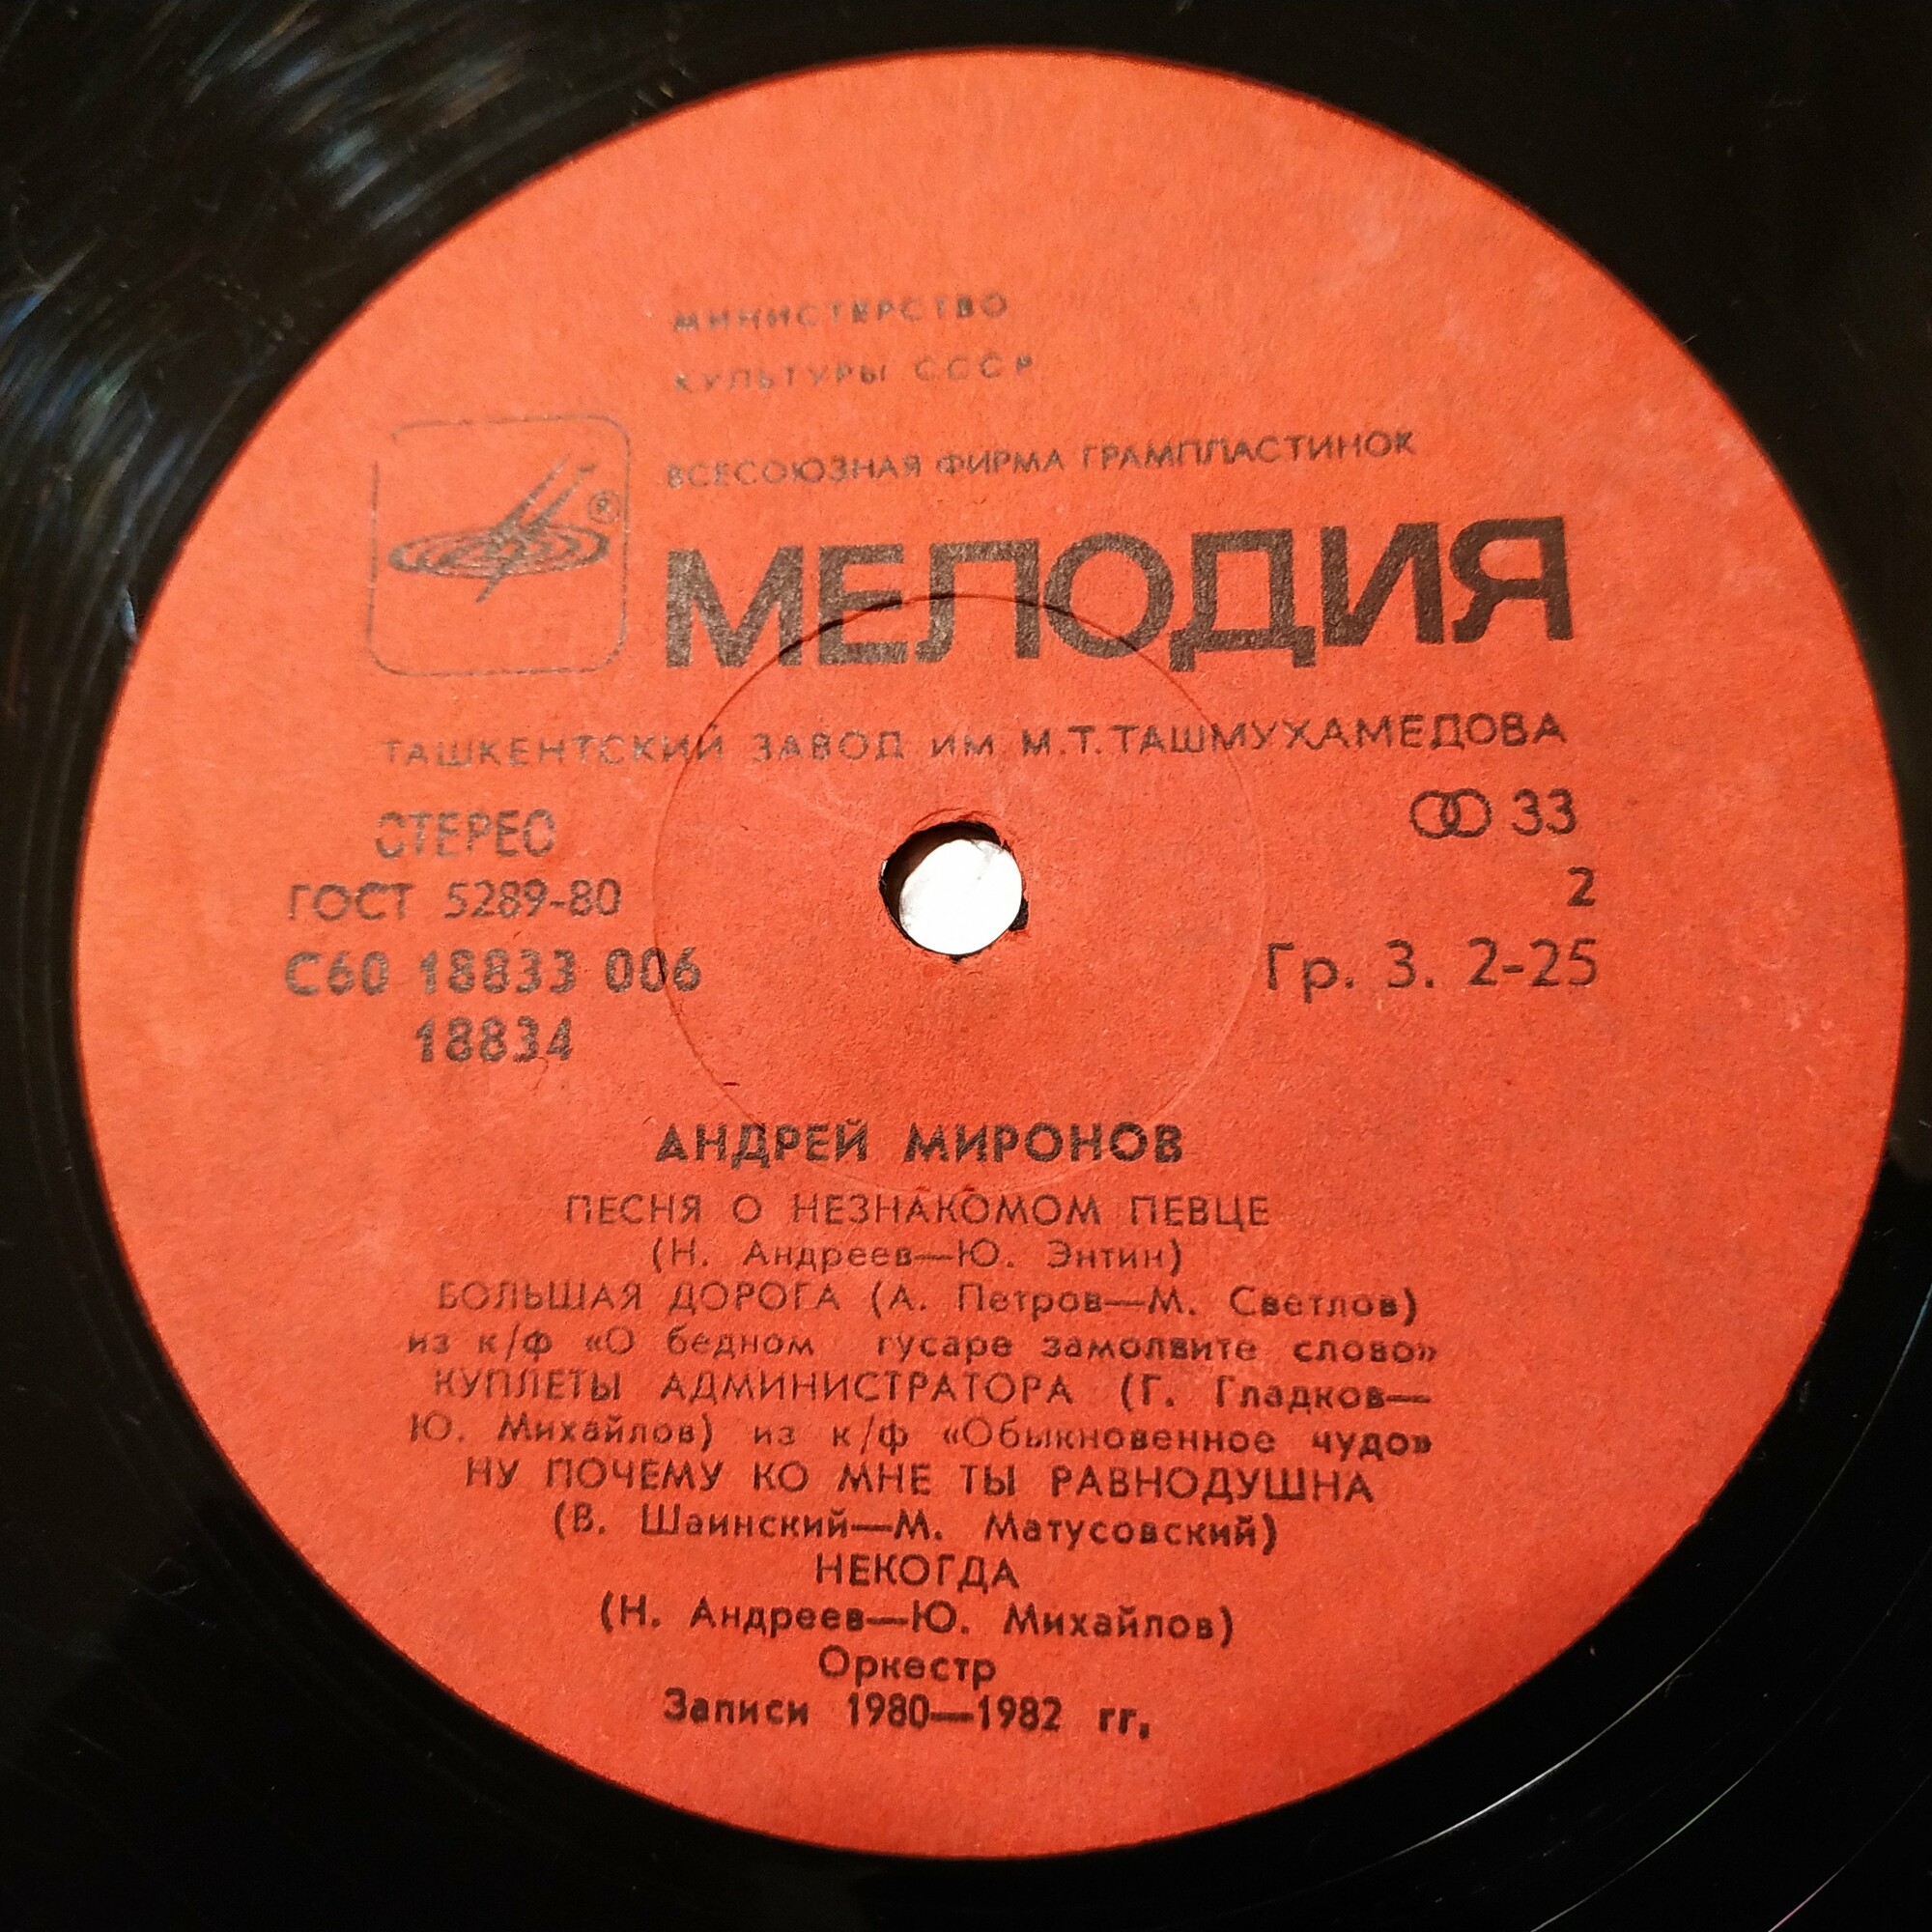 МИНИСТЕРСТВО
КУЛЬТУРЫ СССР
ВСЕСОЮЗНАЯ ФИРМА ГРАМПЛАСТИНОК
®
МЕЛОДИЯ
ТАШКЕНТСКИЙ ЗАВОД ИМ М.Т.ТАШМУХАМЕДОВА
СТЕРЕО
33
ГОСТ 5289-80
2
С60 18833 006
Гр. 3. 2-25
18834
АНДРЕЙ МИРОНОВ
ПЕСНЯ О НЕЗНАКОМОМ ПЕВЦЕ
(Н. Андреев—Ю. Энтин)
БОЛЬШАЯ ДОРОГА (А. Петров—М. Светлов)
из к/ф «О бедном гусаре замолвите слово»
КУПЛЕТЫ АДМИНИСТРАТОРА (Г. Гладков—
Ю. Михайлов) из к/ф «Обыкновенное чудо»
НУ ПОЧЕМУ КО МНЕ ТЫ РАВНОДУШНА
(В. Шаинский—М. Матусовский)
НЕКОГДА
(Н. Андреев—Ю. Михайлов)
Оркестр
Записи 1980—1982 гг.